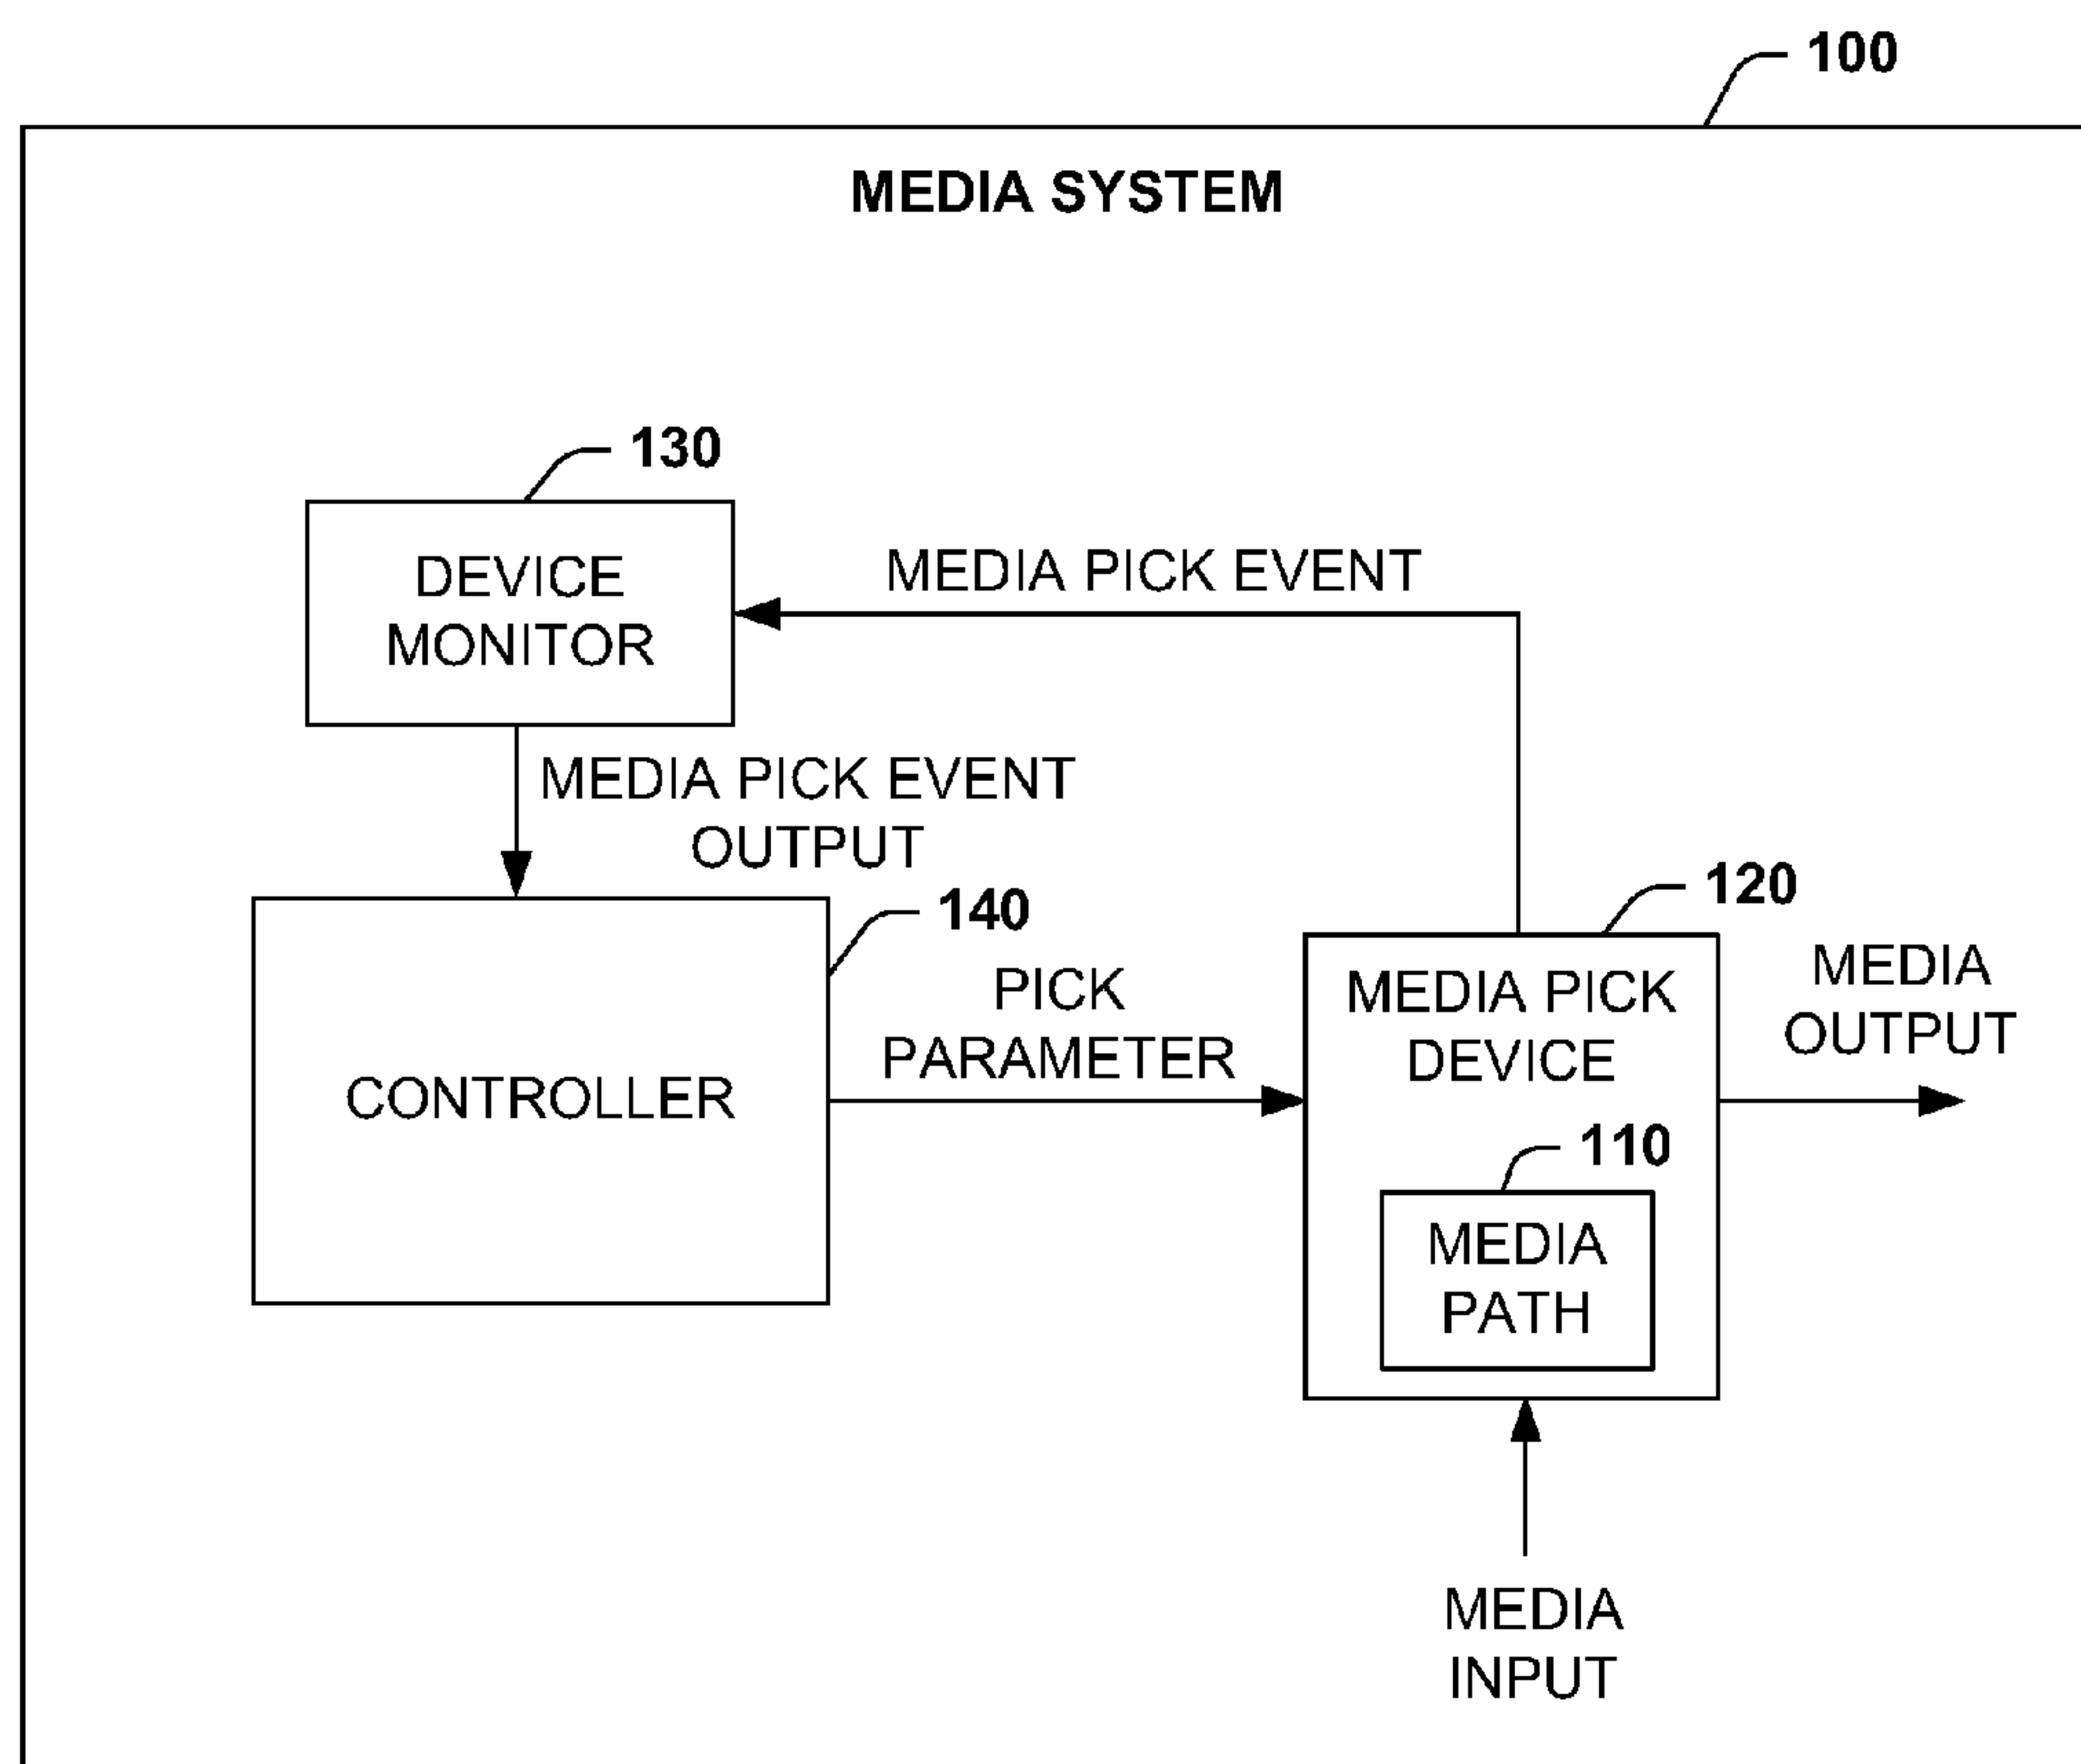 100
MEDIA SYSTEM
130
DEVICE
MONITOR
MEDIA PICK EVENT
MEDIA PICK EVENT
OUTPUT
140
CONTROLLER
PICK
PARAMETER
120
MEDIA PICK
DEVICE
110
MEDIA
PATH
MEDIA
OUTPUT
MEDIA
INPUT